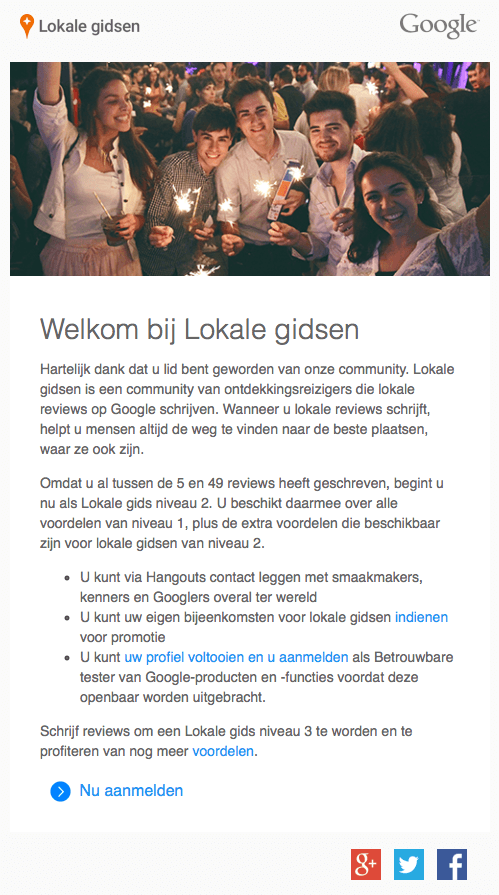 Lokale gidsen
Google
Welkom bij Lokale gidsen
Hartelijk dank dat u lid bent geworden van onze community. Lokale
gidsen is een community van ontdekkingsreizigers die lokale
reviews op Google schrijven. Wanneer u lokale reviews schrijft,
helpt u mensen altijd de weg te vinden naar de beste plaatsen,
waar ze ook zijn.
Omdat u al tussen de 5 en 49 reviews heeft geschreven, begint u
nu als Lokale gids niveau 2. U beschikt daarmee over alle
voordelen van niveau 1, plus de extra voordelen die beschikbaar
zijn voor lokale gidsen van niveau 2.
• U kunt via Hangouts contact leggen met smaakmakers,
kenners en Googlers overal ter wereld
• U kunt uw eigen bijeenkomsten voor lokale gidsen indienen
voor promotie
• U kunt uw profiel voltooien en u aanmelden als Betrouwbare
tester van Google-producten en -functies voordat deze
openbaar worden uitgebracht.
Schrijf reviews om een Lokale gids niveau 3 te worden en te
profiteren van nog meer voordelen.
Nu aanmelden
g+
f